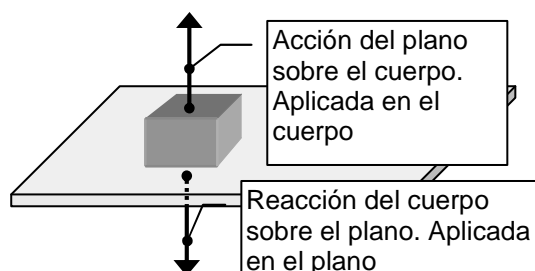 Acción del plano
sobre el cuerpo.
Aplicada en el
cuerpo
Reacción del cuerpo
sobre el plano. Aplicada
en el plano